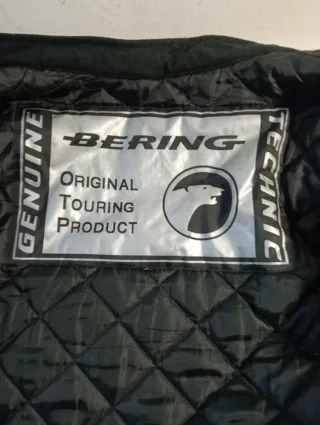 BERING
GENUINE
ORIGINAL
TOURING
PRODUCT
TECHNIC